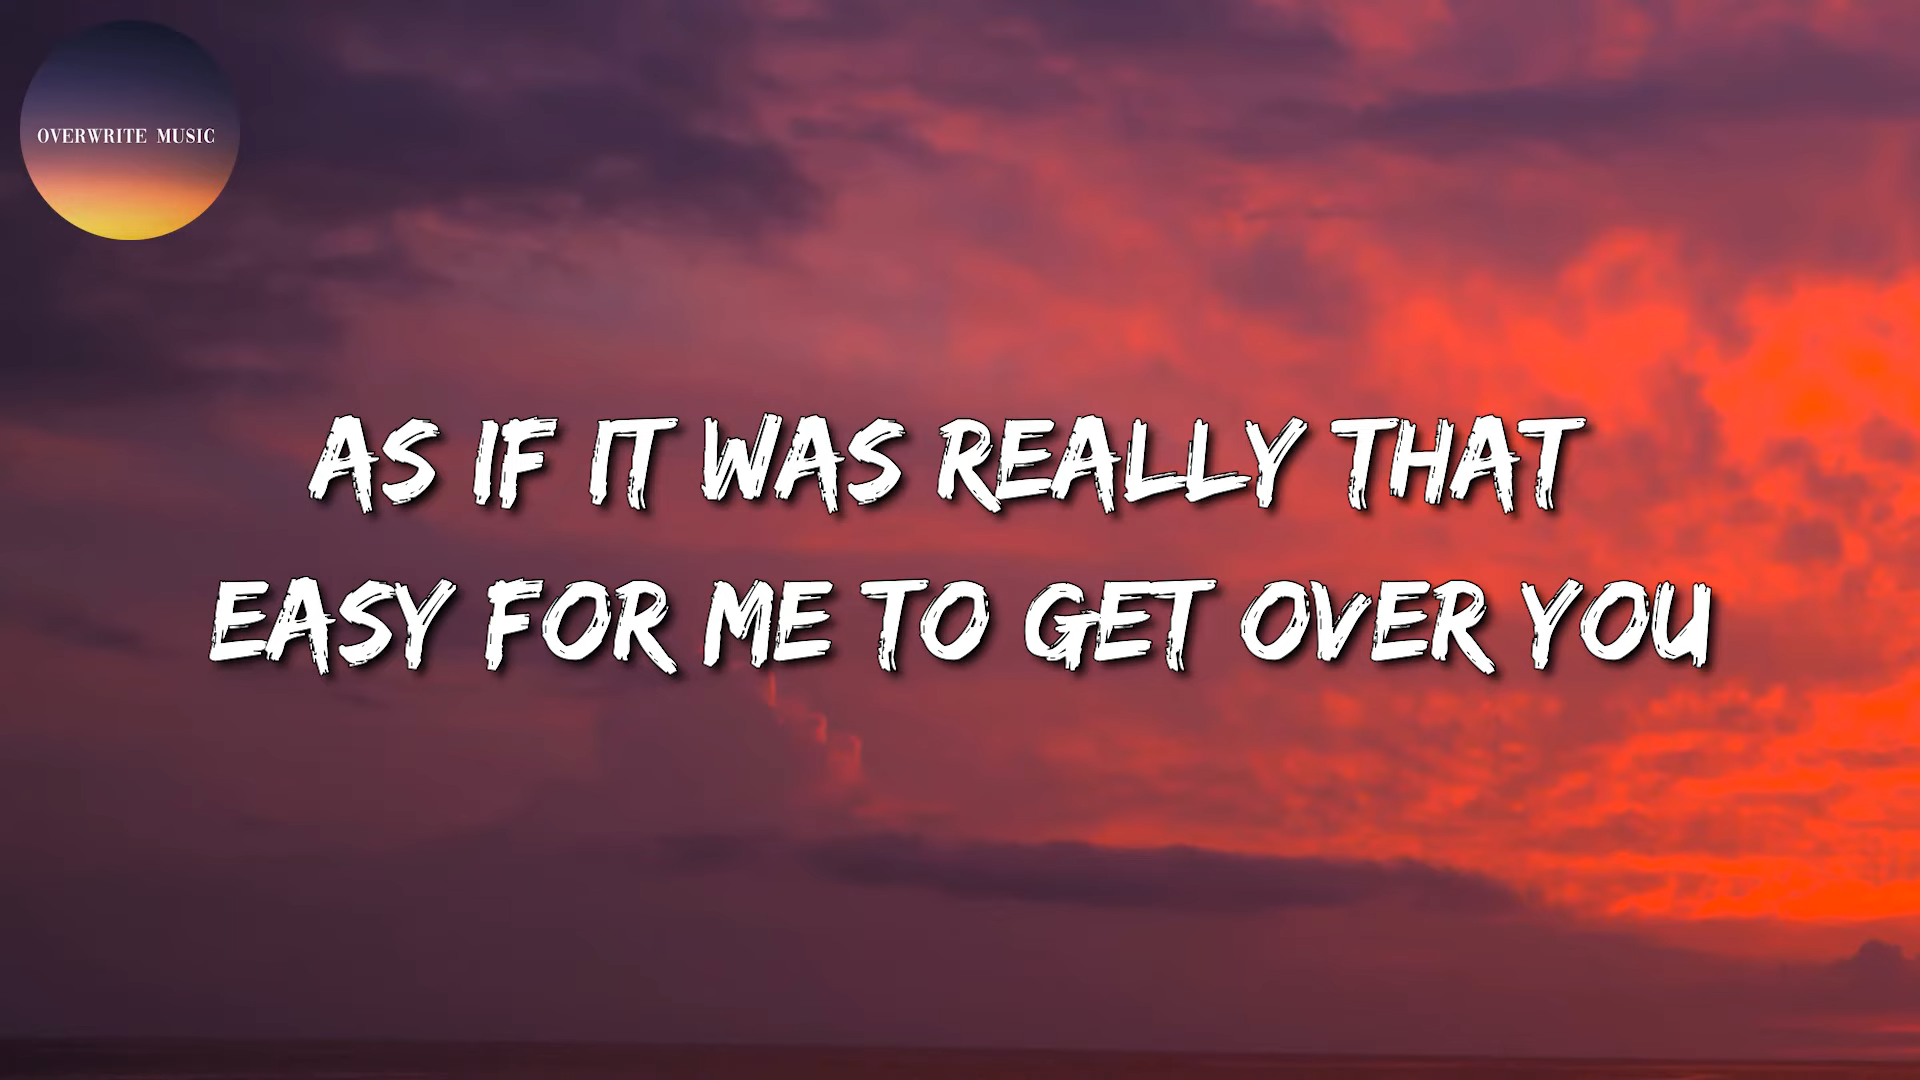 OVERWRITE MUSIC
AS IF IT WAS REALLY THAT
EASY FOR ME TO GET OVER YOU